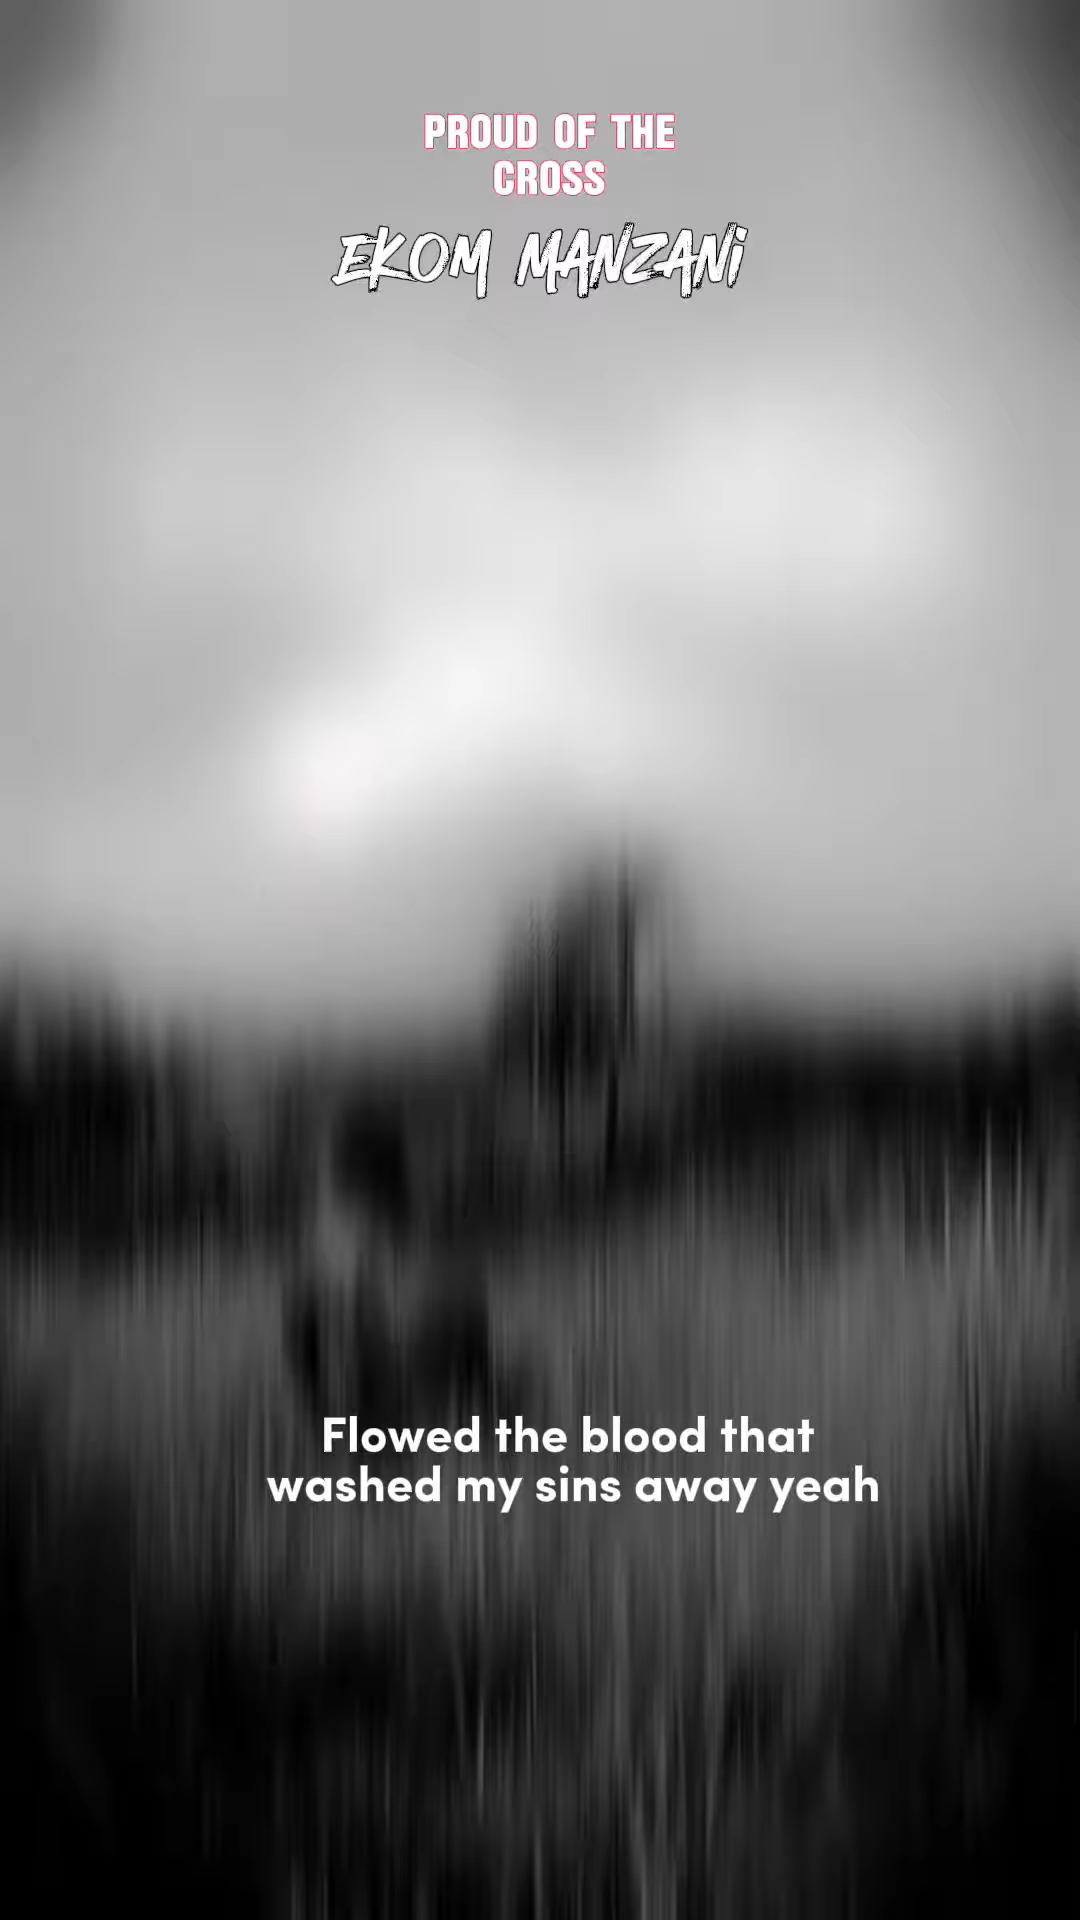 PROUD OF THE
CROSS
EKOM MANZANi
Flowed the blood that
washed my sins away yeah